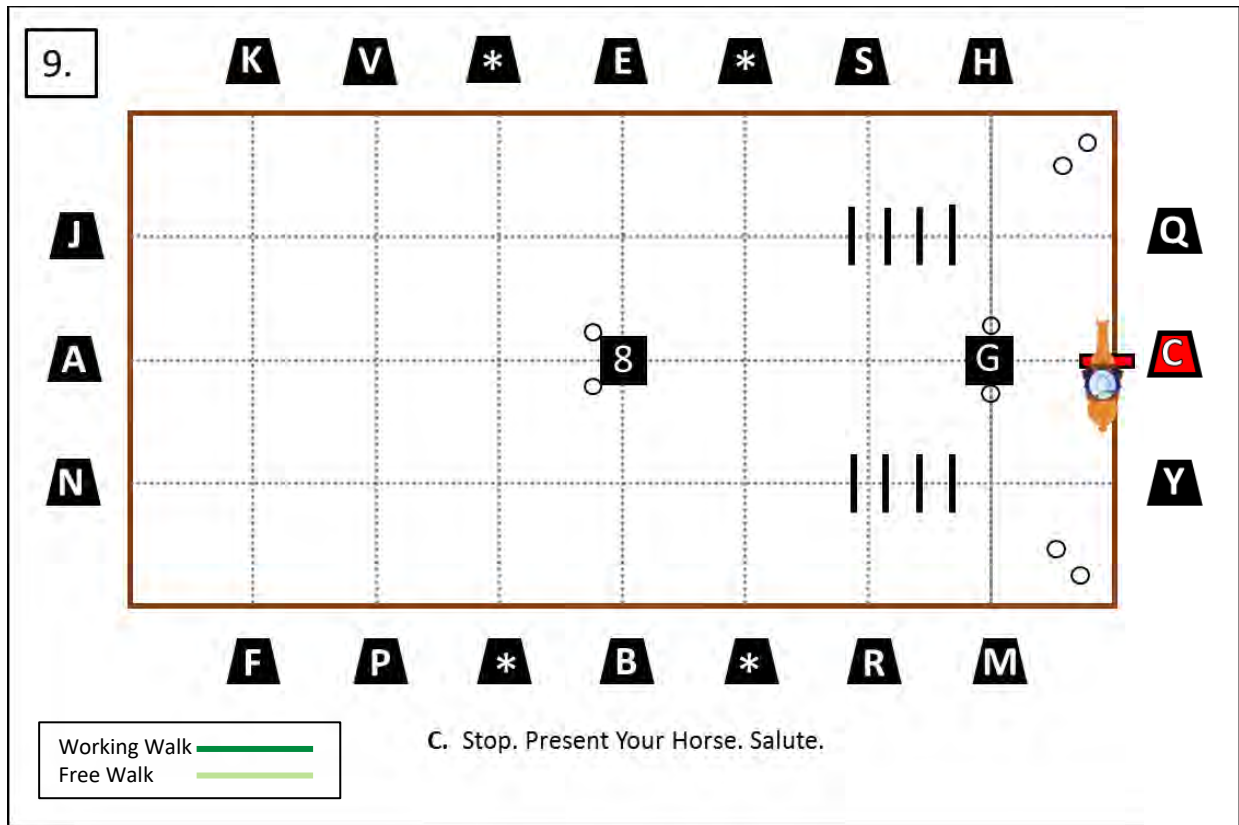 9.
K V * E * S H
J Q
A 8 G C
N Y
F P * B * R M
Working Walk
Free Walk
C. Stop. Present Your Horse. Salute.